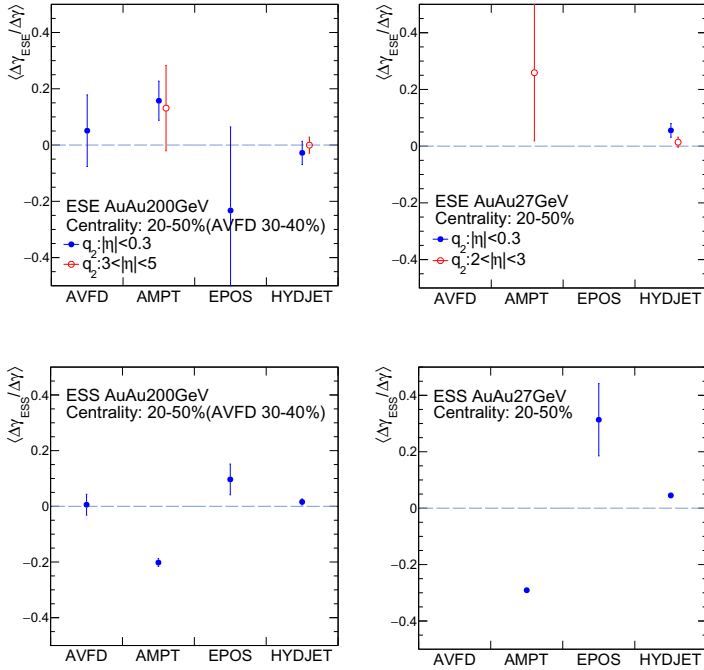 ⟨Δγ_ESE/Δγ⟩
0.4
0.2
0
−0.2
−0.4
ESE AuAu200GeV
Centrality: 20-50%(AVFD 30-40%)
q_2:|η|<0.3
q_2:3<|η|<5
AVFD AMPT EPOS HYDJET
⟨Δγ_ESE/Δγ⟩
0.4
0.2
0
−0.2
−0.4
ESE AuAu27GeV
Centrality: 20-50%
q_2:|η|<0.3
q_2:2<|η|<3
AVFD AMPT EPOS HYDJET
⟨Δγ_ESS/Δγ⟩
0.4
0.2
0
−0.2
−0.4
ESS AuAu200GeV
Centrality: 20-50%(AVFD 30-40%)
AVFD AMPT EPOS HYDJET
⟨Δγ_ESS/Δγ⟩
0.4
0.2
0
−0.2
−0.4
ESS AuAu27GeV
Centrality: 20-50%
AVFD AMPT EPOS HYDJET